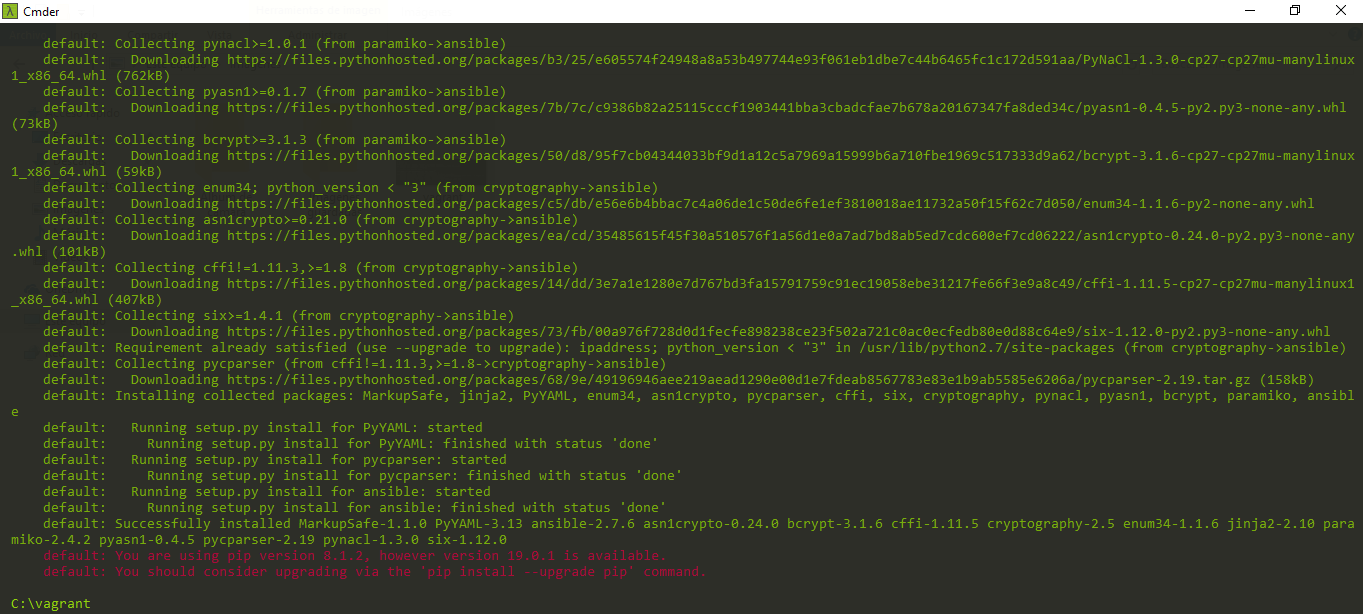 λ Cmder
default: Collecting pynacl>=1.0.1 (from paramiko->ansible)
default:   Downloading https://files.pythonhosted.org/packages/b3/25/e605574f24948a8a53b497744e93f061eb1dbe7c44b6465fc1c172d591aa/PyNaCl-1.3.0-cp27-cp27mu-manylinux
1_x86_64.whl (762kB)
default: Collecting pyasn1>=0.1.7 (from paramiko->ansible)
default:   Downloading https://files.pythonhosted.org/packages/7b/7c/c9386b82a25115cccf1903441bba3cbadcfae7b678a20167347fa8ded34c/pyasn1-0.4.5-py2.py3-none-any.whl
(73kB)
default: Collecting bcrypt>=3.1.3 (from paramiko->ansible)
default:   Downloading https://files.pythonhosted.org/packages/50/d8/95f7cb04344033bf9d1a12c5a7969a15999b6a710fbe1969c517333d9a62/bcrypt-3.1.6-cp27-cp27mu-manylinux
1_x86_64.whl (59kB)
default: Collecting enum34; python_version < "3" (from cryptography->ansible)
default:   Downloading https://files.pythonhosted.org/packages/c5/db/e56e6b4bbac7c4a06de1c50de6fe1ef3810018ae11732a50f15f62c7d050/enum34-1.1.6-py2-none-any.whl
default: Collecting asn1crypto>=0.21.0 (from cryptography->ansible)
default:   Downloading https://files.pythonhosted.org/packages/ea/cd/35485615f45f30a510576f1a56d1e0a7ad7bd8ab5ed7cdc600ef7cd06222/asn1crypto-0.24.0-py2.py3-none-any
.whl (101kB)
default: Collecting cffi!=1.11.3,>=1.8 (from cryptography->ansible)
default:   Downloading https://files.pythonhosted.org/packages/14/dd/3e7a1e1280e7d767bd3fa15791759c91ec19058ebe31217fe66f3e9a8c49/cffi-1.11.5-cp27-cp27mu-manylinux1
_x86_64.whl (407kB)
default: Collecting six>=1.4.1 (from cryptography->ansible)
default:   Downloading https://files.pythonhosted.org/packages/73/fb/00a976f728d0d1fecfe898238ce23f502a721c0ac0ecfedb80e0d88c64e9/six-1.12.0-py2.py3-none-any.whl
default: Requirement already satisfied (use --upgrade to upgrade): ipaddress; python_version < "3" in /usr/lib/python2.7/site-packages (from cryptography->ansible)
default: Collecting pycparser (from cffi!=1.11.3,>=1.8->cryptography->ansible)
default:   Downloading https://files.pythonhosted.org/packages/68/9e/49196946aee219aead1290e00d1e7fdeab8567783e83e1b9ab5585e6206a/pycparser-2.19.tar.gz (158kB)
default: Installing collected packages: MarkupSafe, jinja2, PyYAML, enum34, asn1crypto, pycparser, cffi, six, cryptography, pynacl, pyasn1, bcrypt, paramiko, ansibl
e
default:   Running setup.py install for PyYAML: started
default:     Running setup.py install for PyYAML: finished with status 'done'
default:   Running setup.py install for pycparser: started
default:     Running setup.py install for pycparser: finished with status 'done'
default:   Running setup.py install for ansible: started
default:     Running setup.py install for ansible: finished with status 'done'
default: Successfully installed MarkupSafe-1.1.0 PyYAML-3.13 ansible-2.7.6 asn1crypto-0.24.0 bcrypt-3.1.6 cffi-1.11.5 cryptography-2.5 enum34-1.1.6 jinja2-2.10 para
miko-2.4.2 pyasn1-0.4.5 pycparser-2.19 pynacl-1.3.0 six-1.12.0
default: You are using pip version 8.1.2, however version 19.0.1 is available.
default: You should consider upgrading via the 'pip install --upgrade pip' command.
C:\vagrant